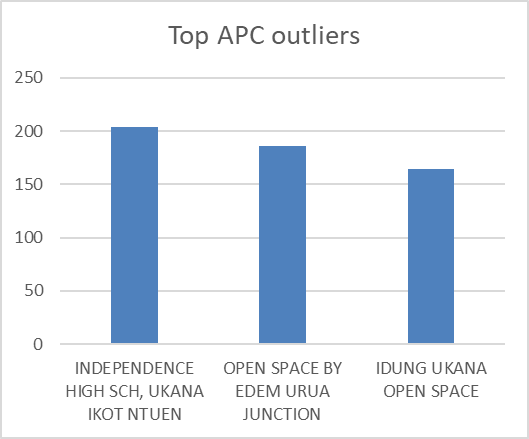 Top APC outliers
250
200
150
100
50
0
INDEPENDENCE
HIGH SCH, UKANA
IKOT NTUEN
OPEN SPACE BY
EDEM URUA
JUNCTION
IDUNG UKANA
OPEN SPACE